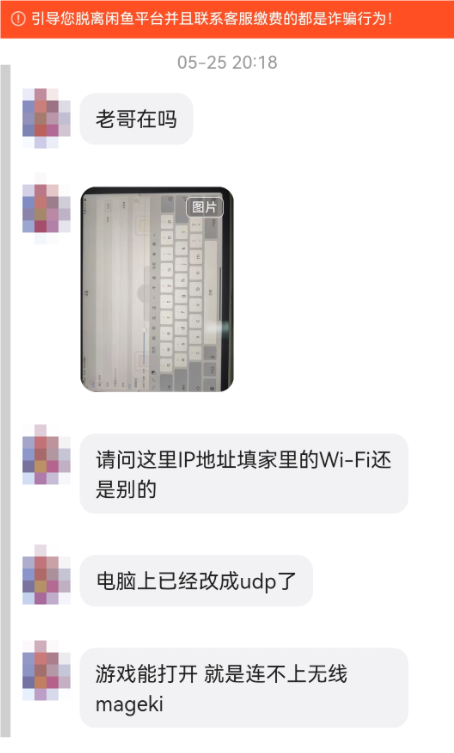 引导您脱离闲鱼平台并且联系客服缴费的都是诈骗行为!
05-25 20:18
老哥在吗
图片
请问这里IP地址填家里的Wi-Fi还
是别的
电脑上已经改成udp了
游戏能打开 就是连不上无线
mageki